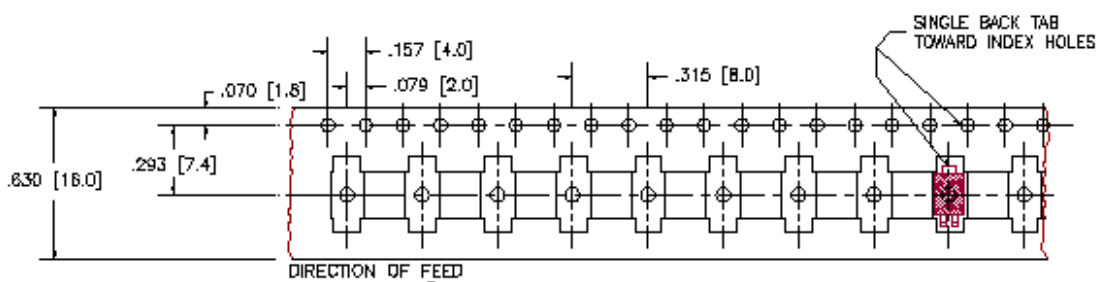 SINGLE BACK TAB
TOWARD INDEX HOLES
.157 [4.0]
.079 [2.0]
.315 [8.0]
.070 [1.8]
.293 [7.4]
.630 [16.0]
DIRECTION OF FEED